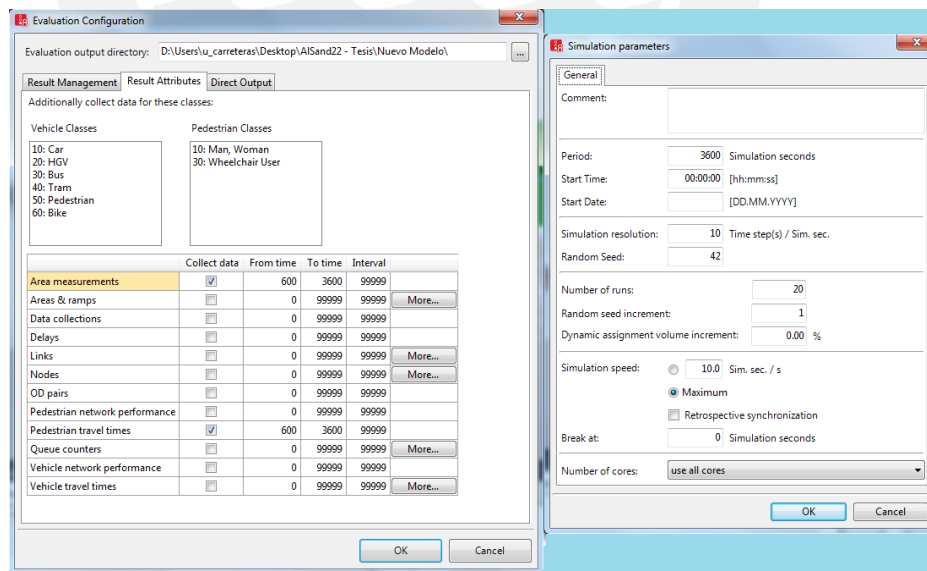 Evaluation Configuration
Evaluation output directory: D:\Users\u_carreteras\Desktop\AlSand22 - Tesis\Nuevo Modelo\ ...
Result Management Result Attributes Direct Output
Additionally collect data for these classes:
Vehicle Classes Pedestrian Classes
10: Car 10: Man, Woman
20: HGV 30: Wheelchair User
30: Bus
40: Tram
50: Pedestrian
60: Bike
Collect data From time To time Interval
Area measurements 600 3600 99999
Areas & ramps 0 99999 99999 More...
Data collections 0 99999 99999
Delays 0 99999 99999
Links 0 99999 99999 More...
Nodes 0 99999 99999 More...
OD pairs 0 99999 99999
Pedestrian network performance 0 99999 99999
Pedestrian travel times 600 3600 99999
Queue counters 0 99999 99999 More...
Vehicle network performance 0 99999 99999
Vehicle travel times 0 99999 99999 More...
OK Cancel
Simulation parameters
General
Comment:
Period: 3600 Simulation seconds
Start Time: 00:00:00 [hh:mm:ss]
Start Date: [DD.MM.YYYY]
Simulation resolution: 10 Time step(s) / Sim. sec.
Random Seed: 42
Number of runs: 20
Random seed increment: 1
Dynamic assignment volume increment: 0.00 %
Simulation speed: 10.0 Sim. sec. / s
Maximum
Retrospective synchronization
Break at: 0 Simulation seconds
Number of cores: use all cores
OK Cancel